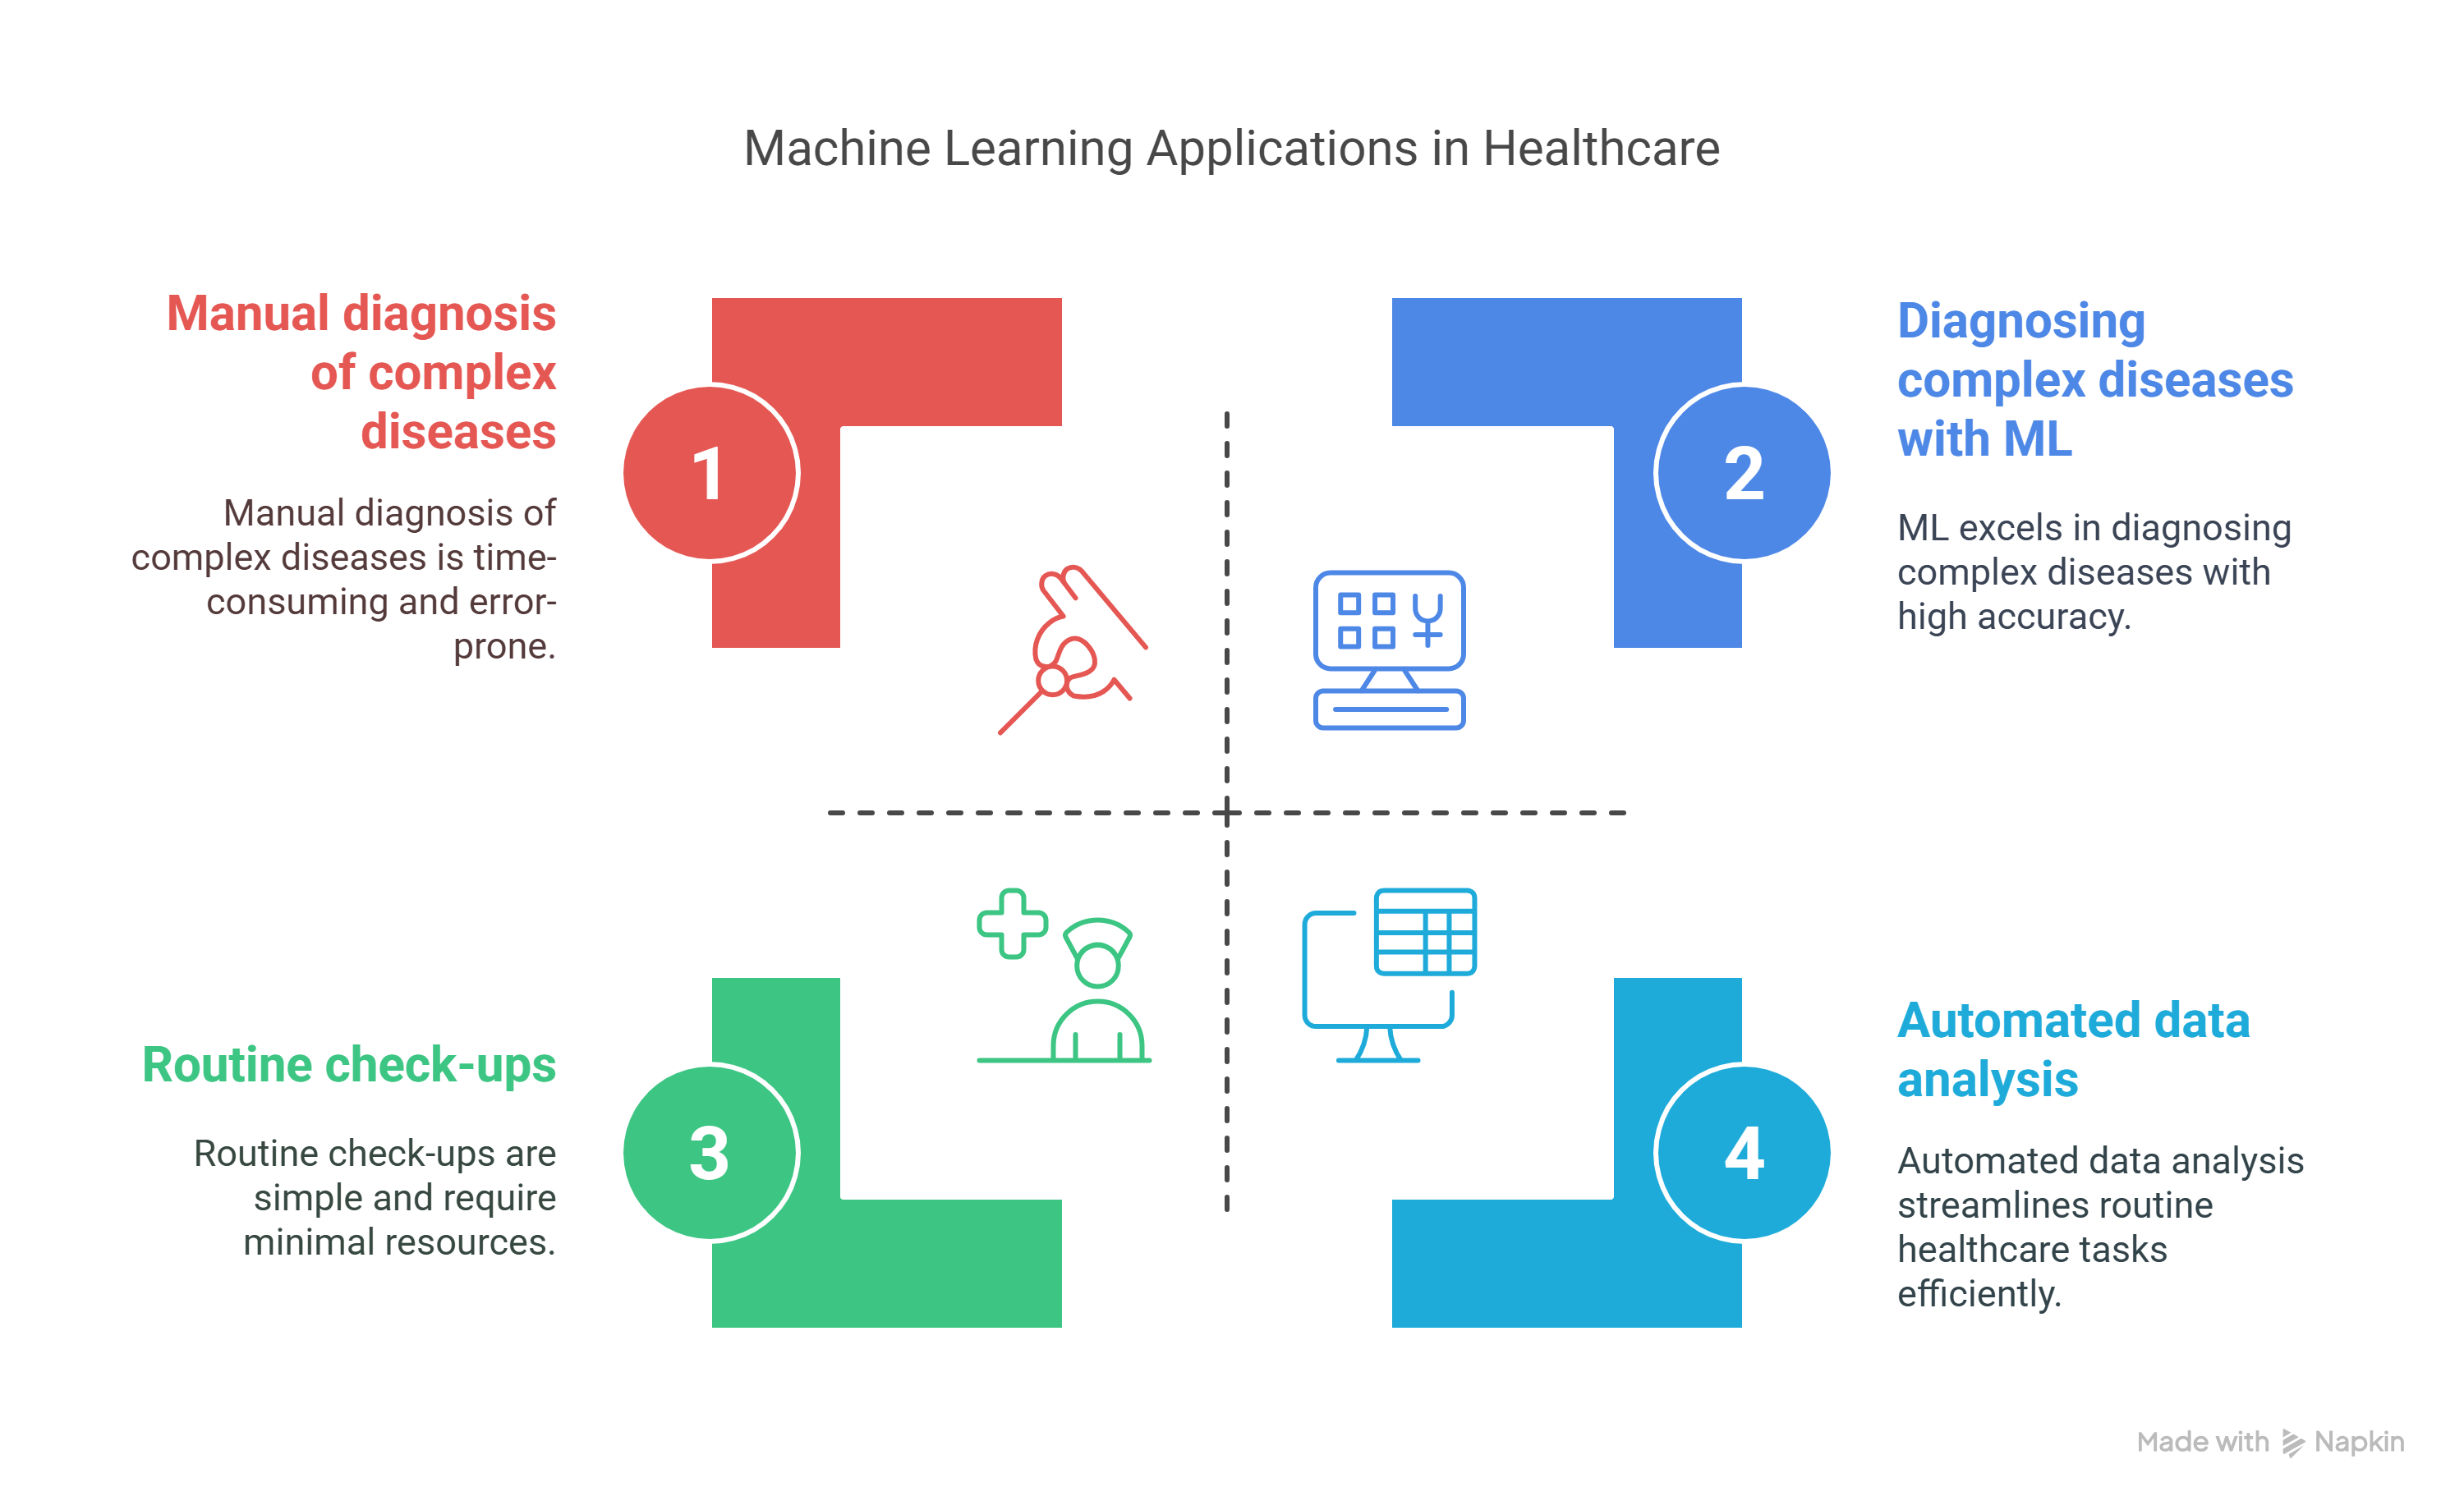 Machine Learning Applications in Healthcare
Manual diagnosis
of complex
diseases
Manual diagnosis of
complex diseases is time-
consuming and error-
prone.
1
2
Diagnosing
complex diseases
with ML
ML excels in diagnosing
complex diseases with
high accuracy.
Routine check-ups
Routine check-ups are
simple and require
minimal resources.
3
4
Automated data
analysis
Automated data analysis
streamlines routine
healthcare tasks
efficiently.
Made with Napkin